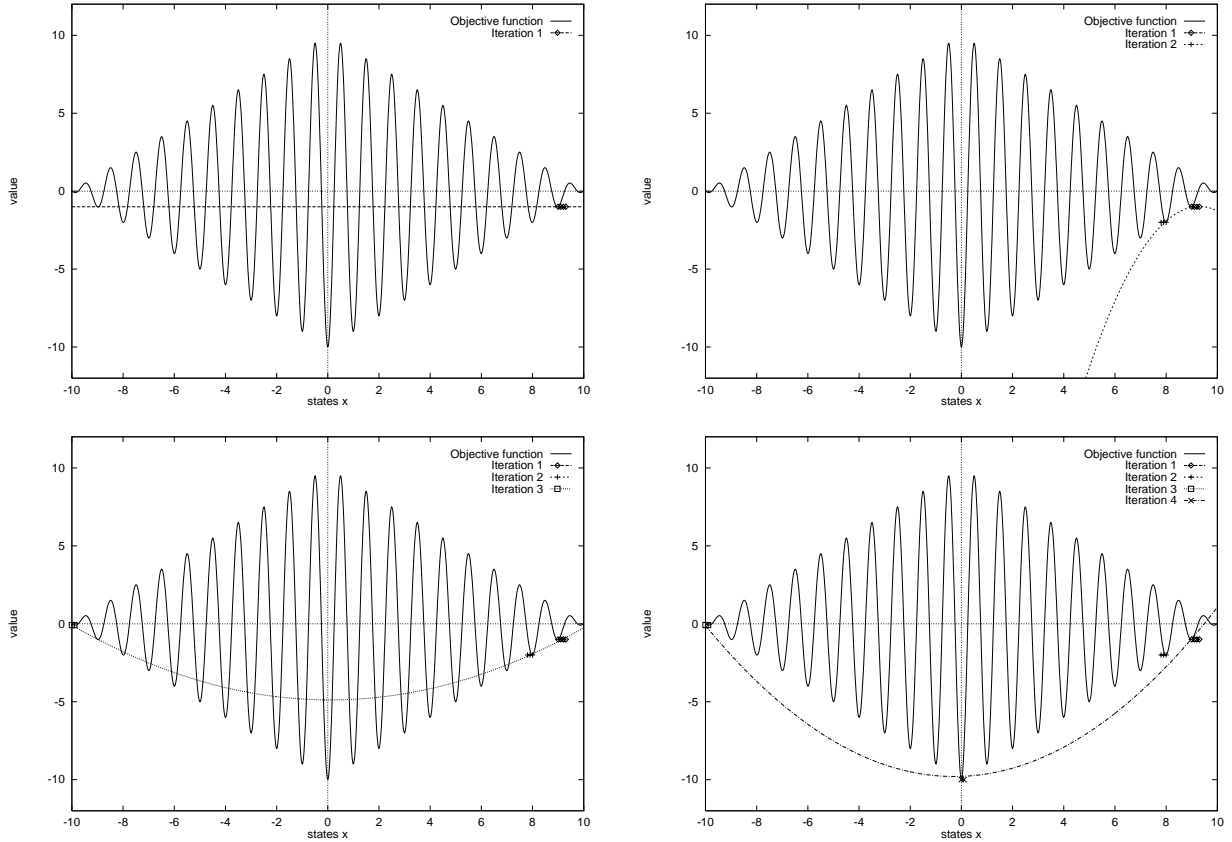 10
5
0
-5
-10
value
-10 -8 -6 -4 -2 0 2 4 6 8 10
states x
Objective function
Iteration 1
10
5
0
-5
-10
value
-10 -8 -6 -4 -2 0 2 4 6 8 10
states x
Objective function
Iteration 1
Iteration 2
10
5
0
-5
-10
value
-10 -8 -6 -4 -2 0 2 4 6 8 10
states x
Objective function
Iteration 1
Iteration 2
Iteration 3
10
5
0
-5
-10
value
-10 -8 -6 -4 -2 0 2 4 6 8 10
states x
Objective function
Iteration 1
Iteration 2
Iteration 3
Iteration 4